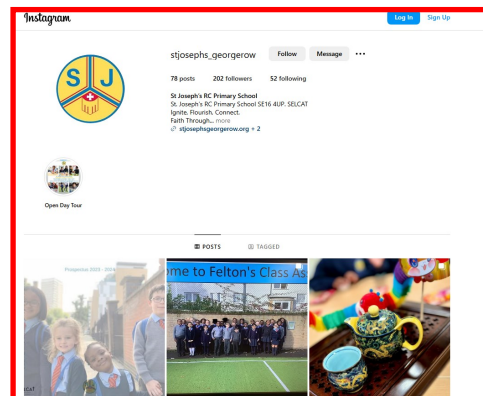 Instagram
Log In
Sign Up
S J
stjosephs_georgerow
Follow
Message
78 posts
202 followers
52 following
St Joseph's RC Primary School
St. Joseph's RC Primary School SE16 4UP. SELCAT
Ignite. Flourish. Connect.
Faith Through... more
stjosephsgeorgerow.org + 2
Open Day Tour
POSTS
TAGGED
Prospectus 2023 - 2024
ome to Felton's Class As